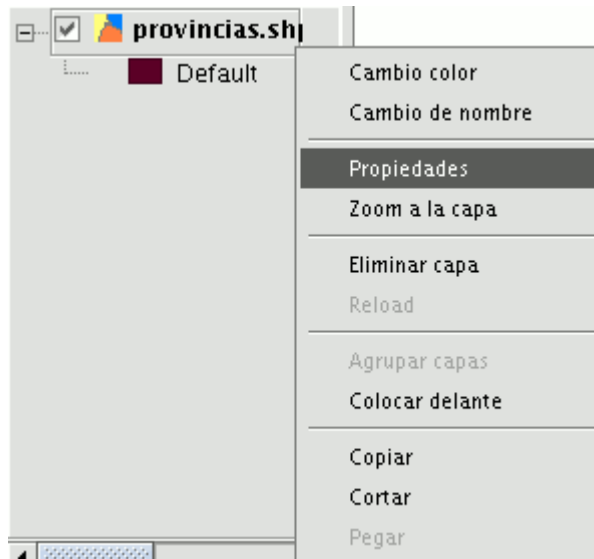 provincias.sh
Default
Cambio color
Cambio de nombre
Propiedades
Zoom a la capa
Eliminar capa
Reload
Agrupar capas
Colocar delante
Copiar
Cortar
Pegar